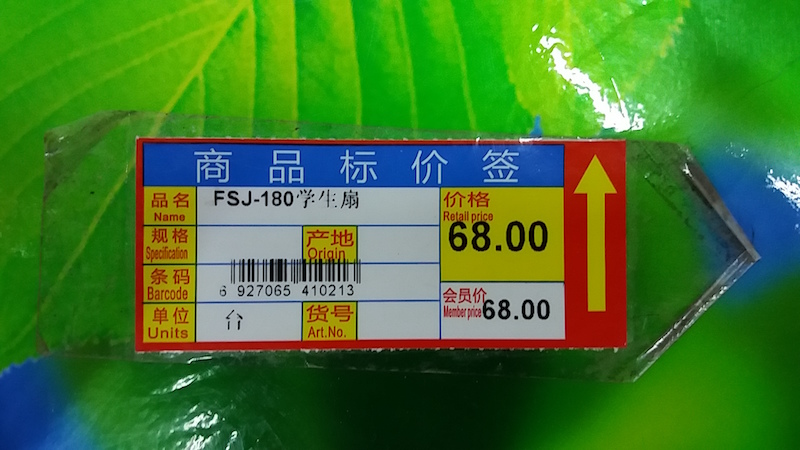 商品标价签
品名 FSJ-180学生扇 价格
Name Retail price
68.00
规格 产地
Specification Origin
条码
Barcode 6 927065 410213
会员价
Member price 68.00
单位 台 货号
Units Art.No.